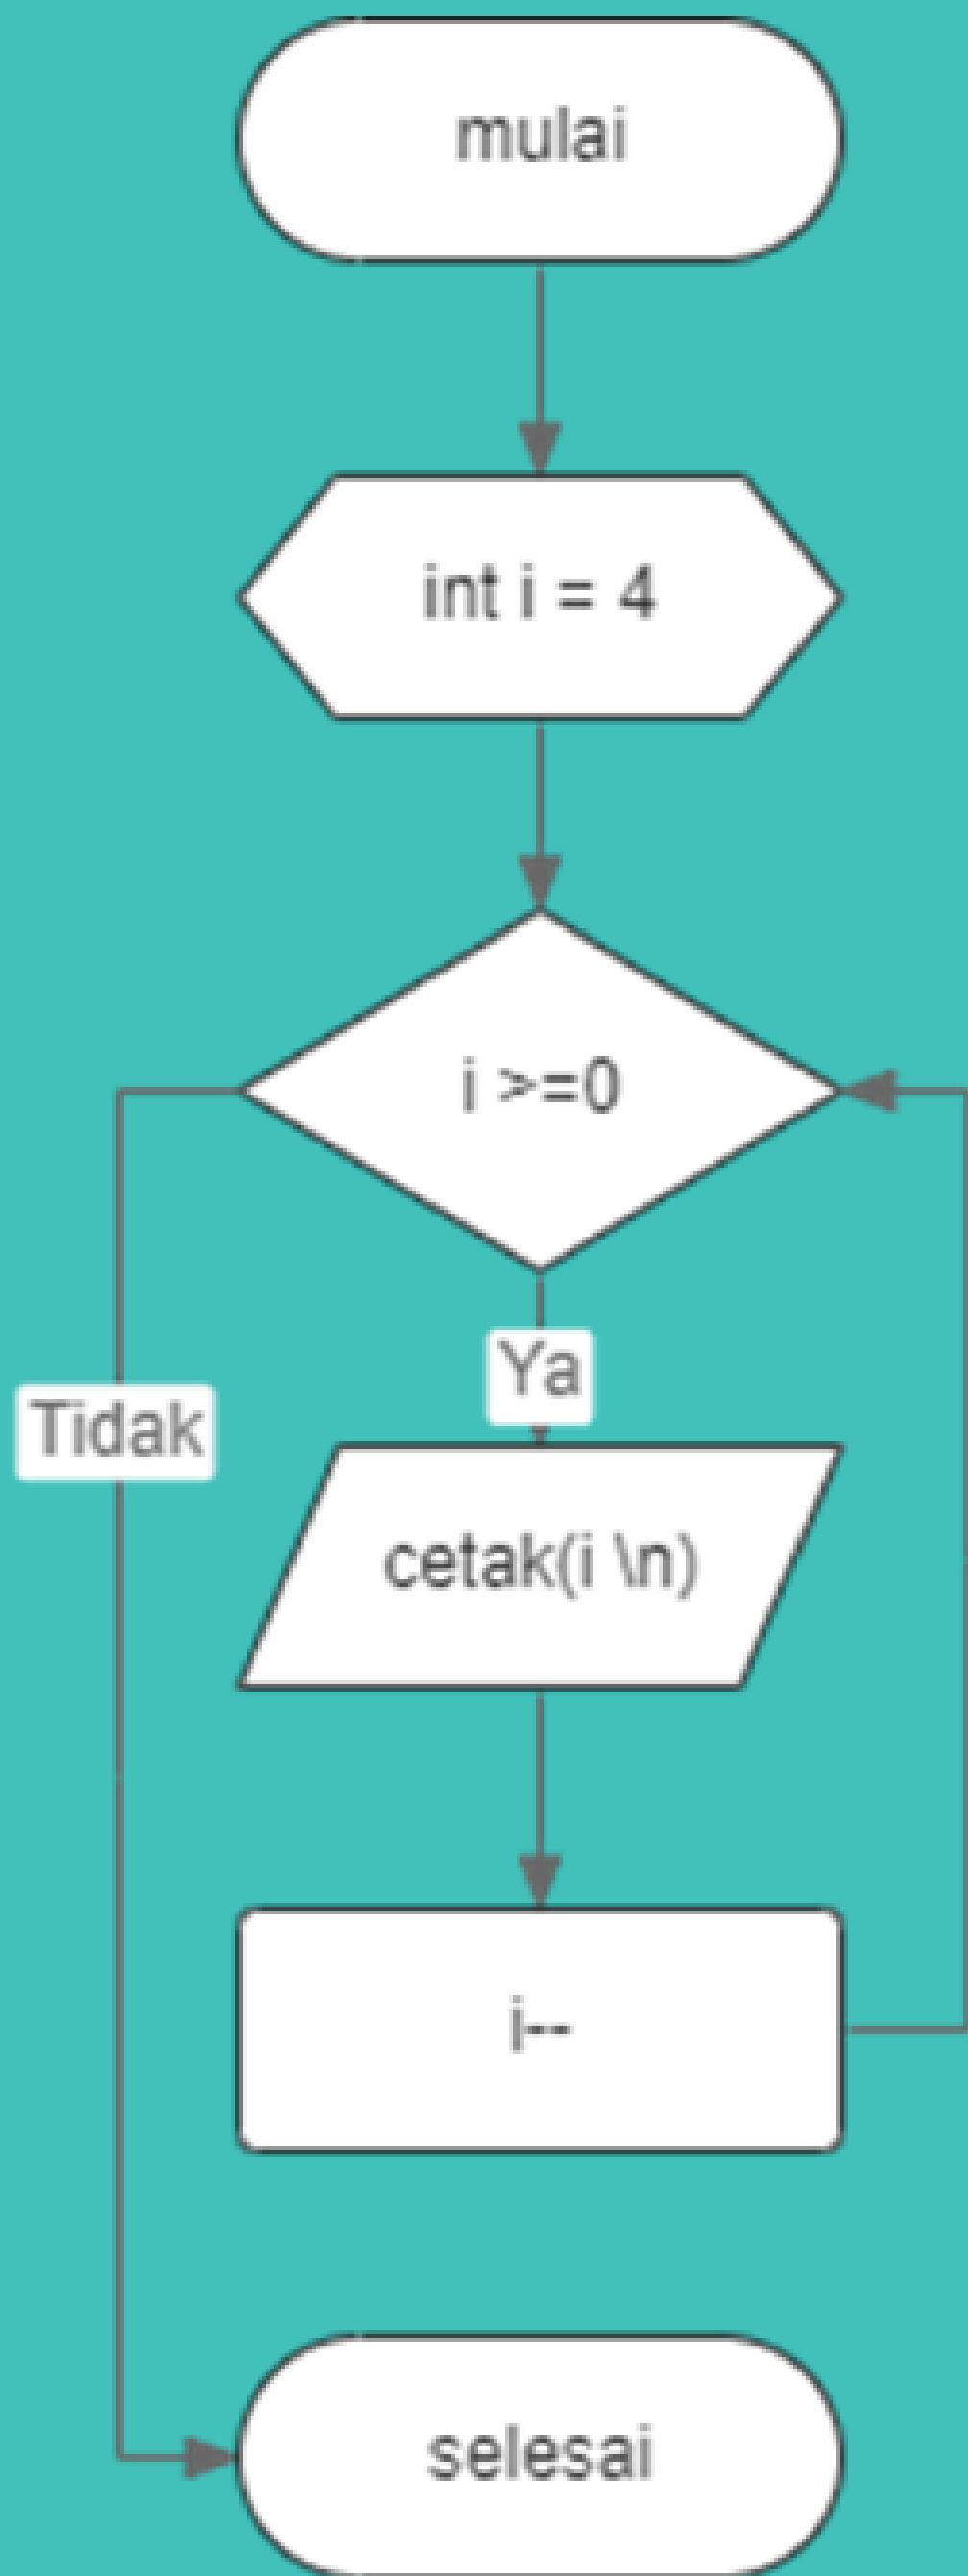 mulai
int i = 4
i >=0
Ya
Tidak
cetak(i \n)
i--
selesai